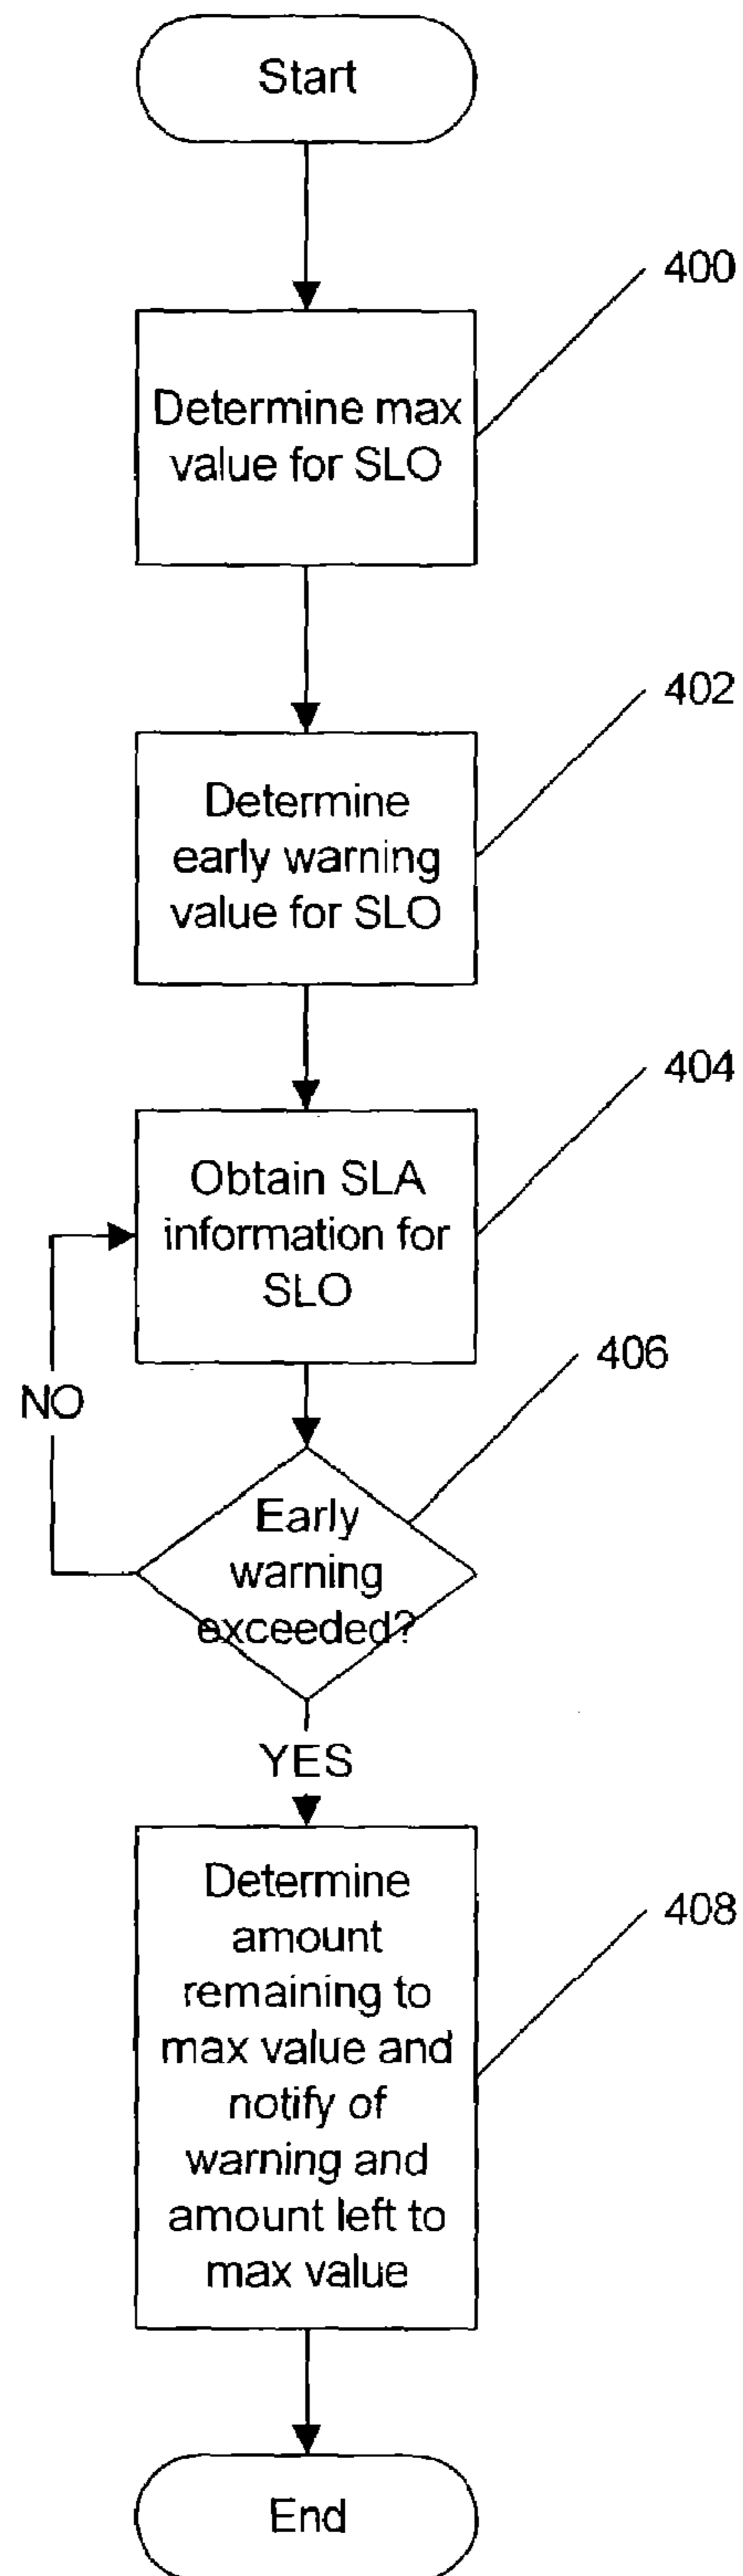 Start
400
Determine max
value for SLO
402
Determine
early warning
value for SLO
404
Obtain SLA
information for
SLO
406
NO
Early
warning
exceeded?
YES
408
Determine
amount
remaining to
max value and
notify of
warning and
amount left to
max value
End